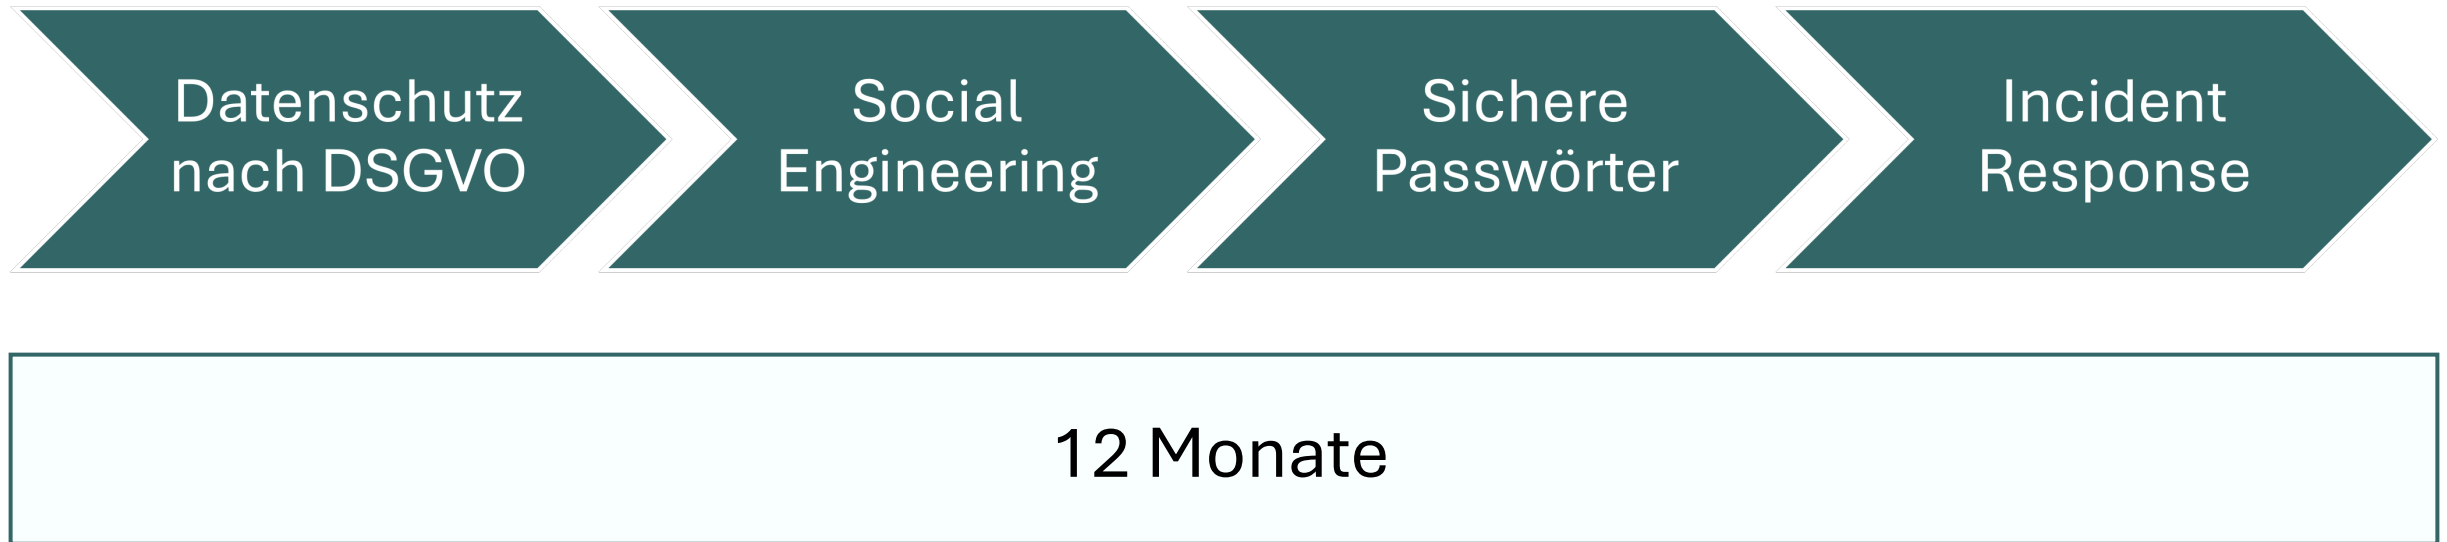 Datenschutz
nach DSGVO
Social
Engineering
Sichere
Passwörter
Incident
Response
12 Monate